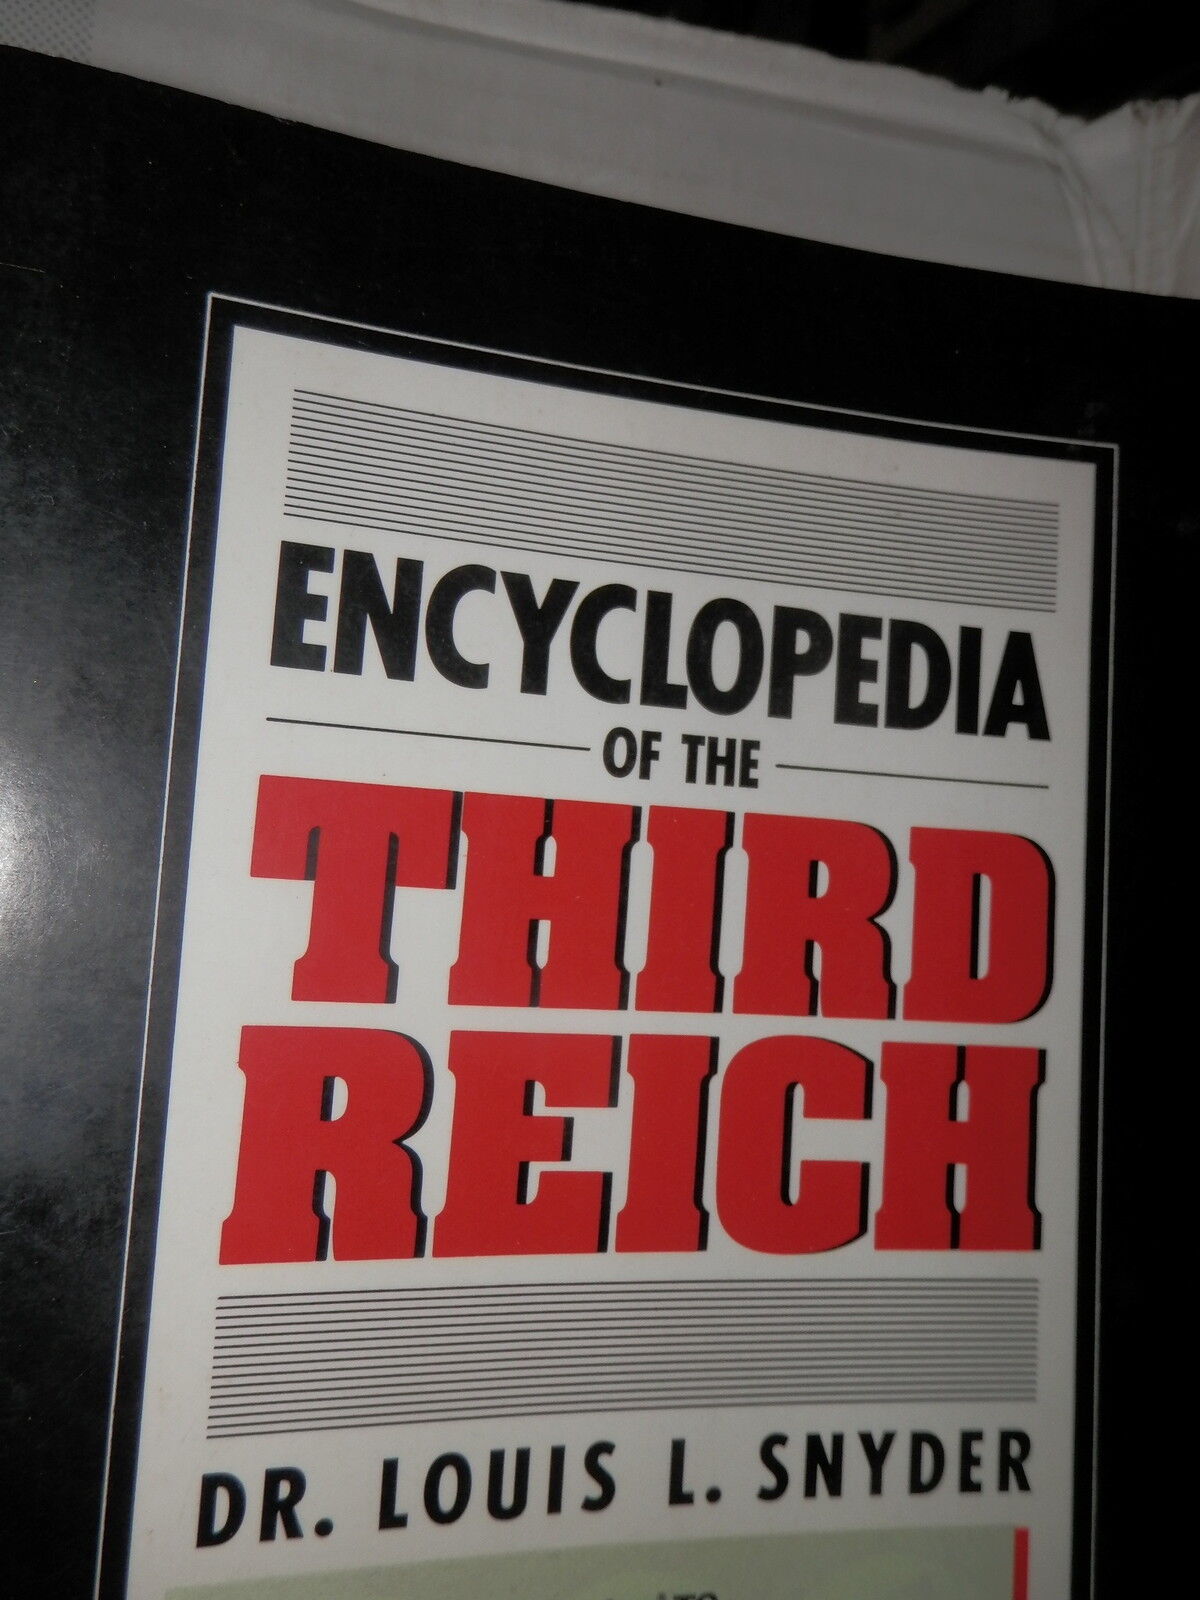 ENCYCLOPEDIA
OF THE
THIRD
REICH
DR. LOUIS L. SNYDER